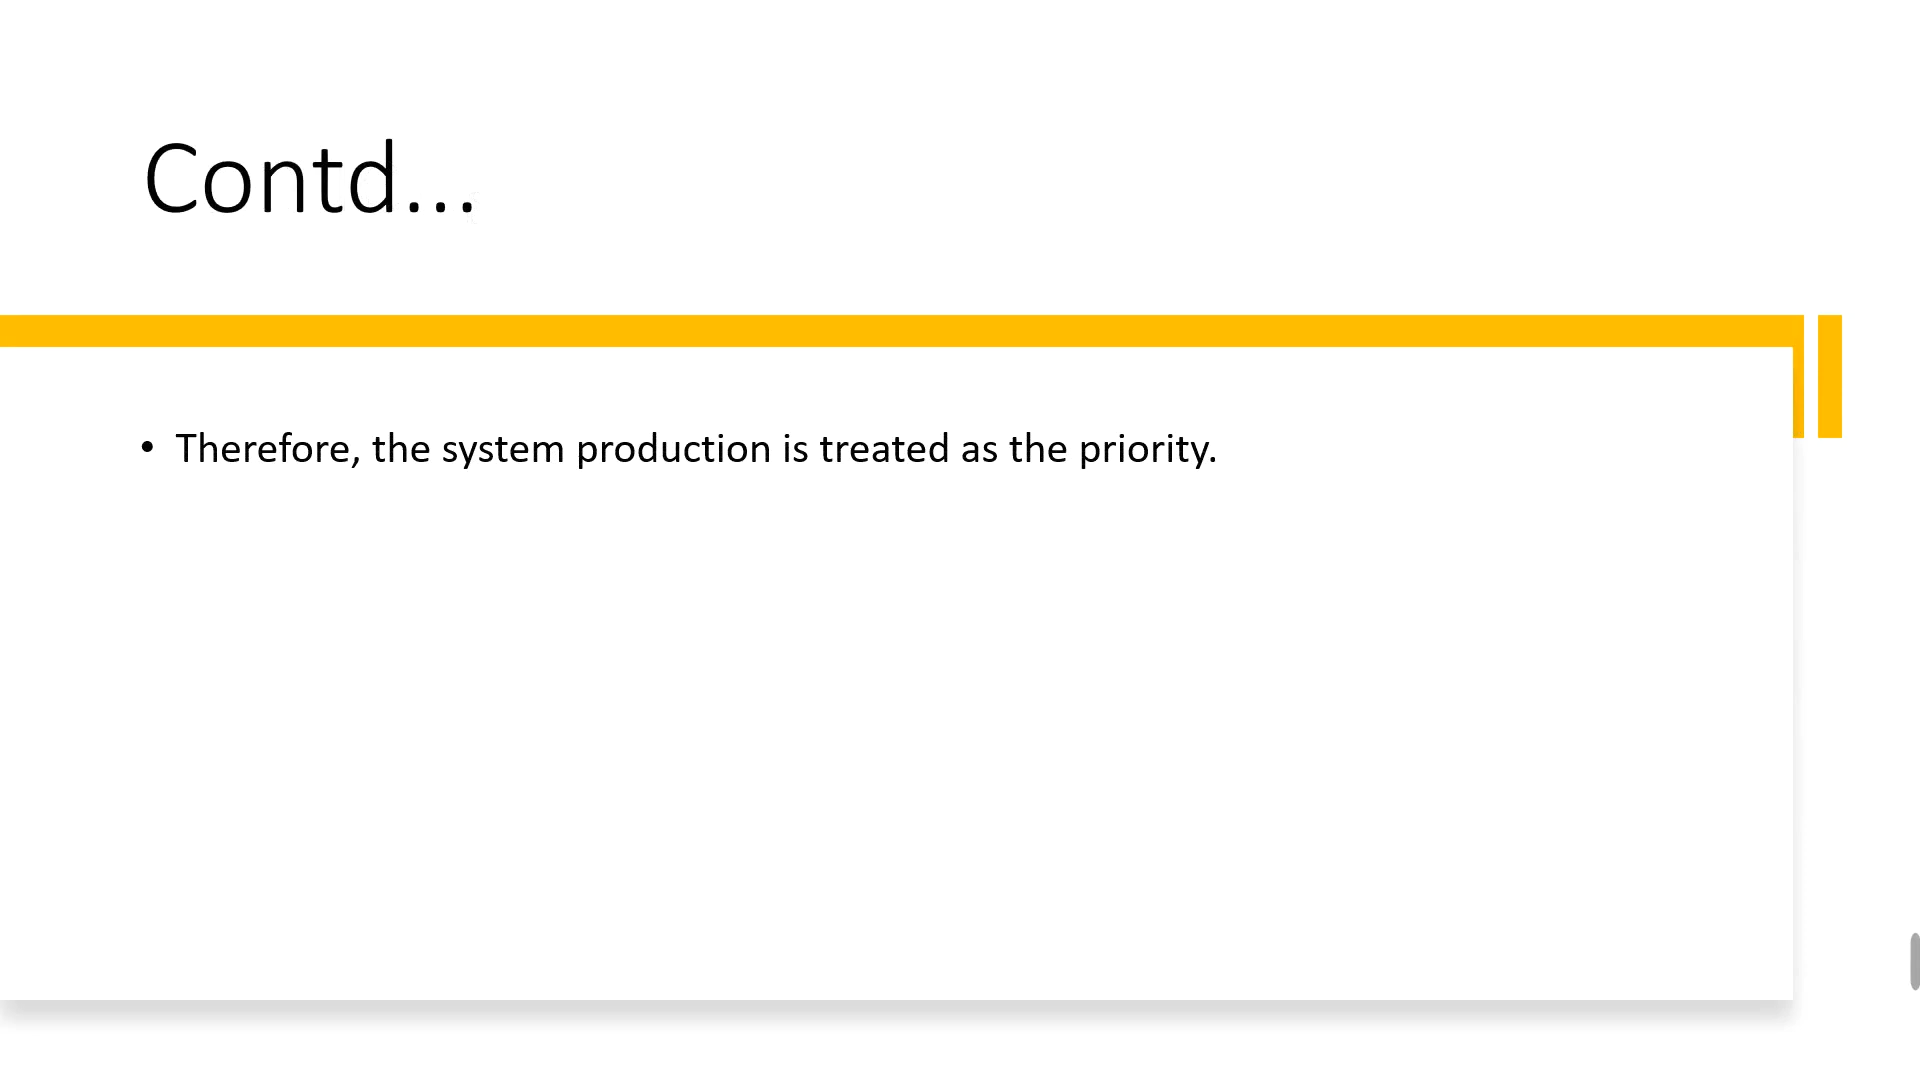 Contd...
• Therefore, the system production is treated as the priority.